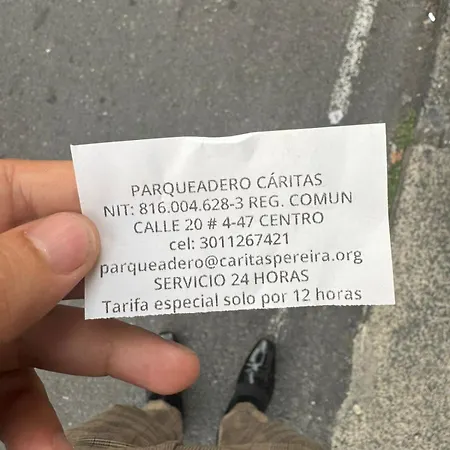 PARQUEADERO CÁRITAS
NIT: 816.004.628-3 REG. COMUN
CALLE 20 # 4-47 CENTRO
cel: 3011267421
parqueadero@caritaspereira.org
SERVICIO 24 HORAS
Tarifa especial solo por 12 horas